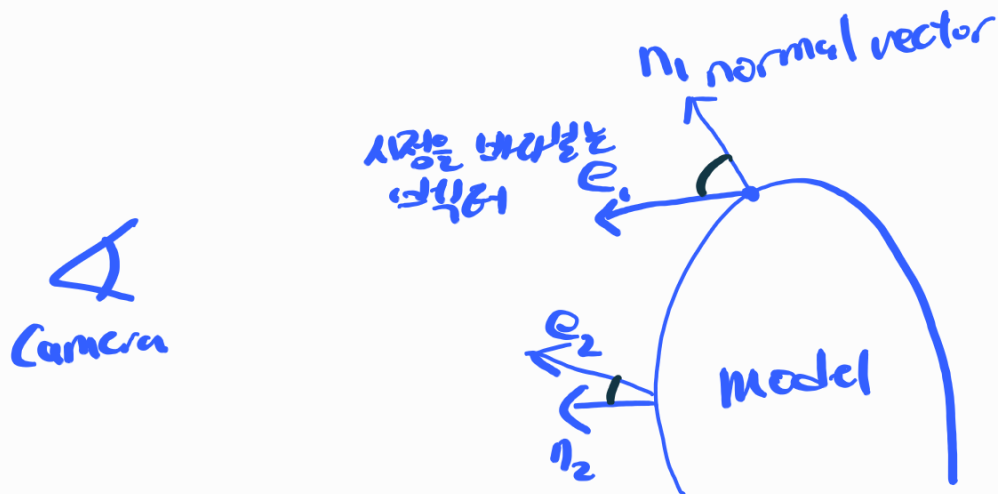 n₁ normal vector
시점을 바라보는
벡터
e₁
Camera
e₂
n₂
model